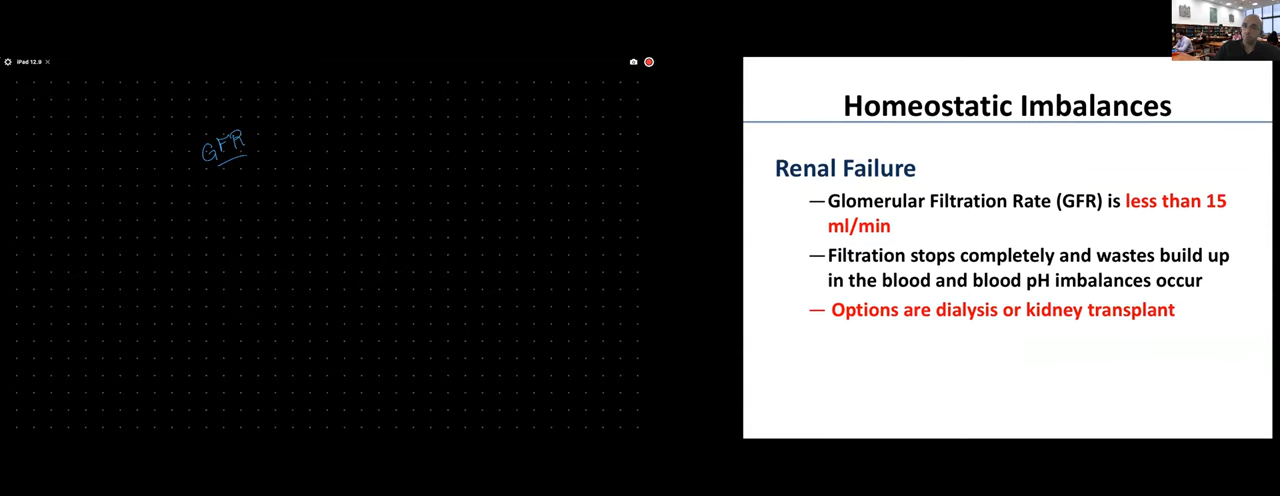 iPad 12.9
GFR
Homeostatic Imbalances
Renal Failure
—Glomerular Filtration Rate (GFR) is less than 15
ml/min
—Filtration stops completely and wastes build up
in the blood and blood pH imbalances occur
— Options are dialysis or kidney transplant